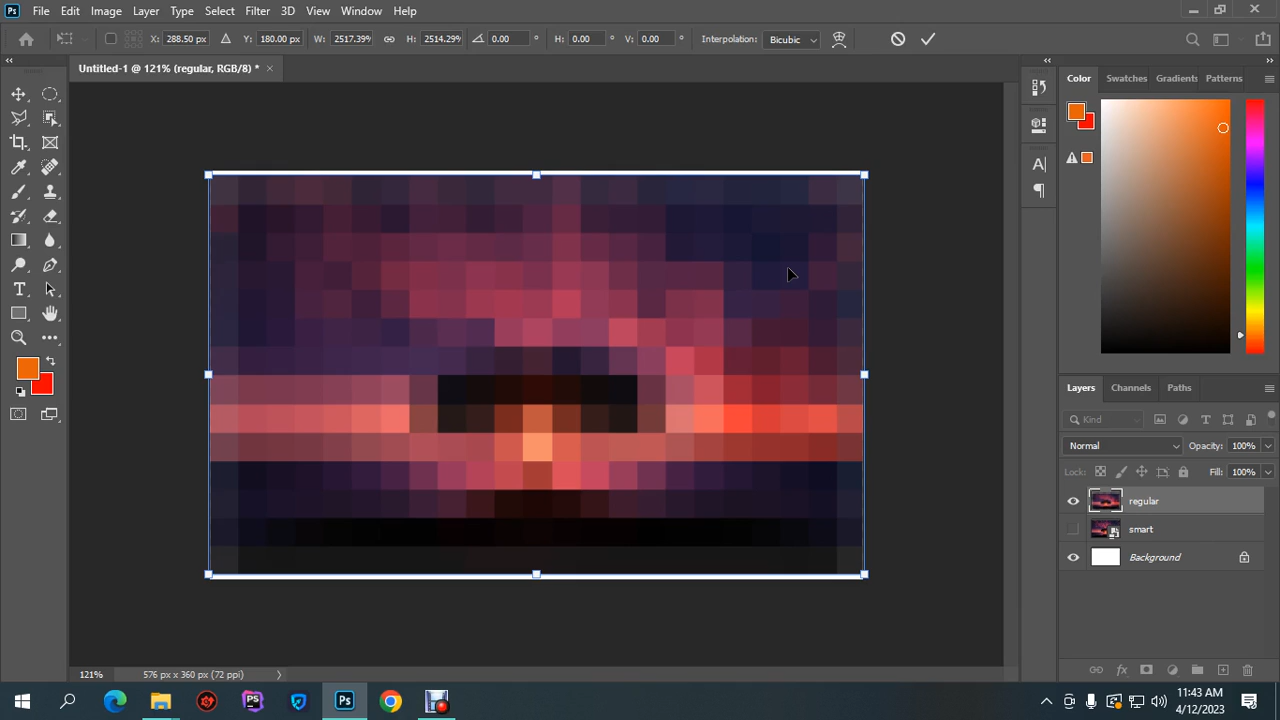 Ps File Edit Image Layer Type Select Filter 3D View Window Help
X: 288.50 px Y: 180.00 px W: 2517.39% H: 2514.29% 0.00 ° H: 0.00 ° V: 0.00 ° Interpolation: Bicubic
Untitled-1 @ 121% (regular, RGB/8) * ×
Color Swatches Gradients Patterns
A|
Layers Channels Paths
Kind
Normal Opacity: 100%
Lock: Fill: 100%
regular
smart
Background
121% 576 px x 360 px (72 ppi)
PS Ps
11:43 AM
4/12/2023